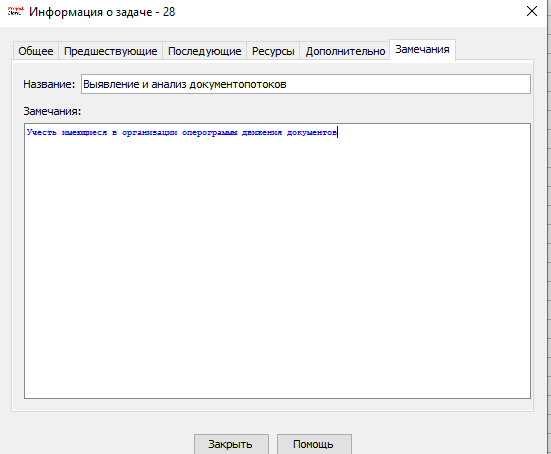 Информация о задаче - 28
Общее Предшествующие Последующие Ресурсы Дополнительно Замечания
Название: Выявление и анализ документопотоков
Замечания:
Учесть имеющиеся в организации оперограммы движения документов
Закрыть Помощь